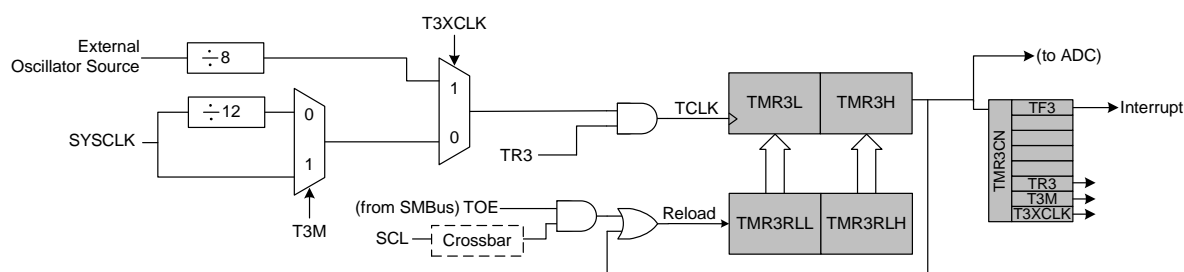 T3XCLK
External
Oscillator Source
÷8
1
0
÷12
0
1
SYSCLK
T3M
TR3
TCLK
TMR3L
TMR3H
(to ADC)
TMR3CN
TF3
TR3
T3M
T3XCLK
Interrupt
(from SMBus) TOE
SCL
Crossbar
Reload
TMR3RLL
TMR3RLH